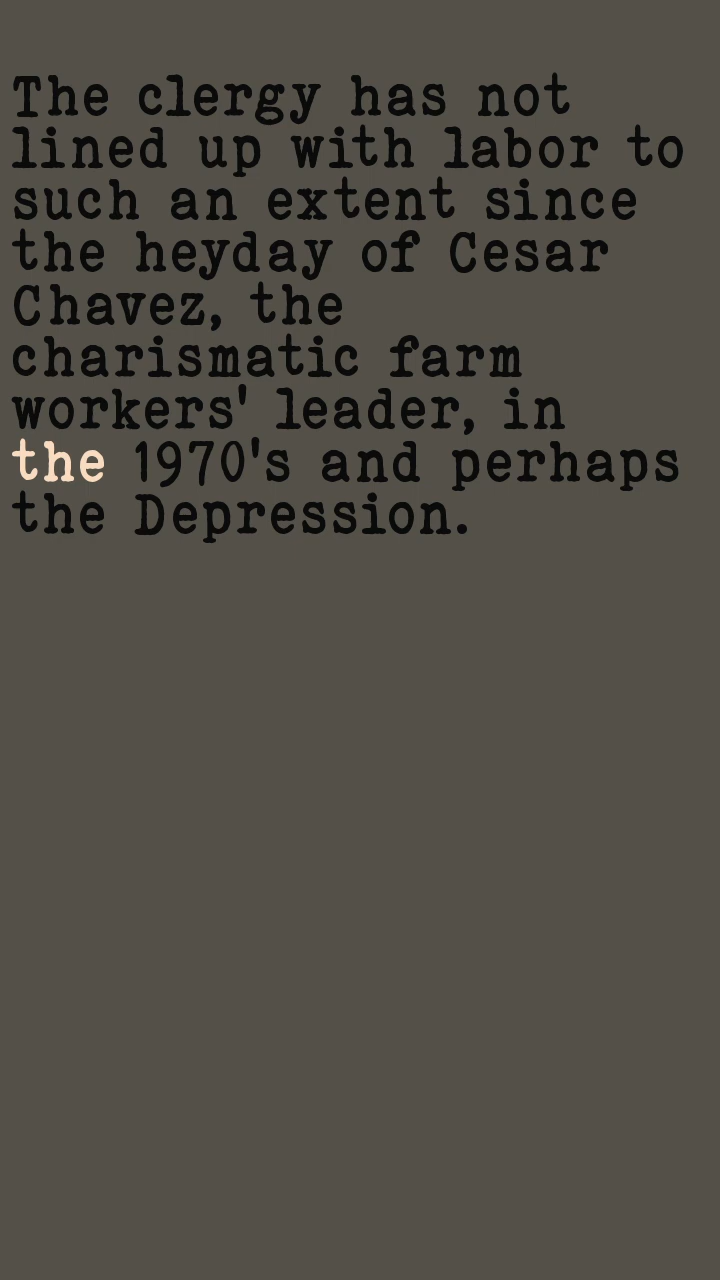 The clergy has not
lined up with labor to
such an extent since
the heyday of Cesar
Chavez, the
charismatic farm
workers' leader, in
the 1970's and perhaps
the Depression.